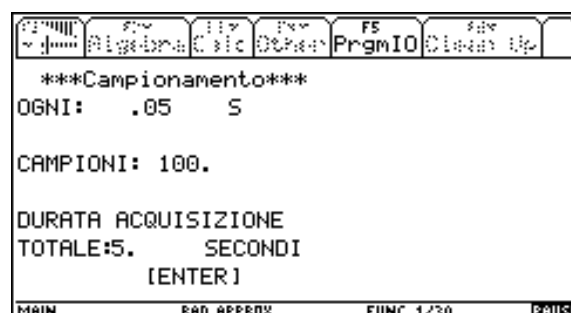 Algebra Calc Other F5 PrgmIO Clean Up
***Campionamento***
OGNI: .05 S
CAMPIONI: 100.
DURATA ACQUISIZIONE
TOTALE:5. SECONDI
[ENTER]
MAIN RAD APPROX FUNC 1/30